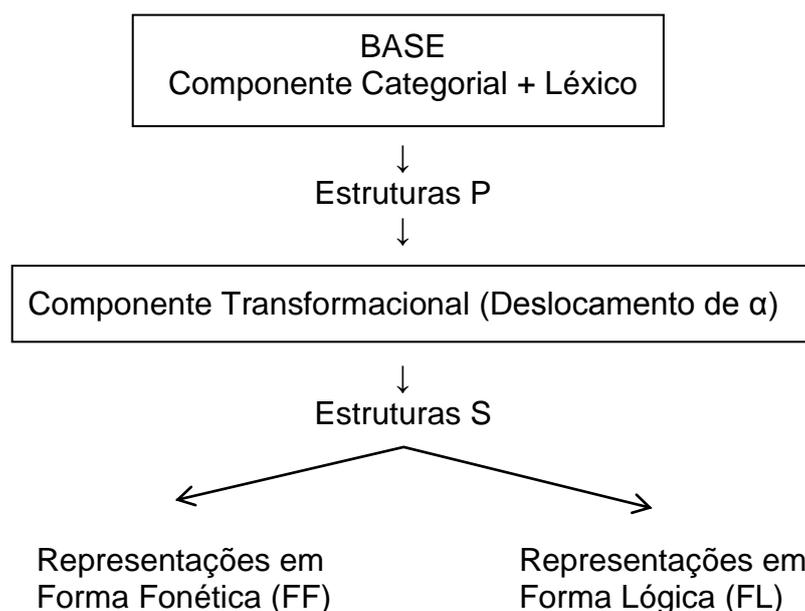 BASE
Componente Categorial + Léxico
↓
Estruturas P
↓
Componente Transformacional (Deslocamento de α)
↓
Estruturas S
Representações em
Forma Fonética (FF)
Representações em
Forma Lógica (FL)